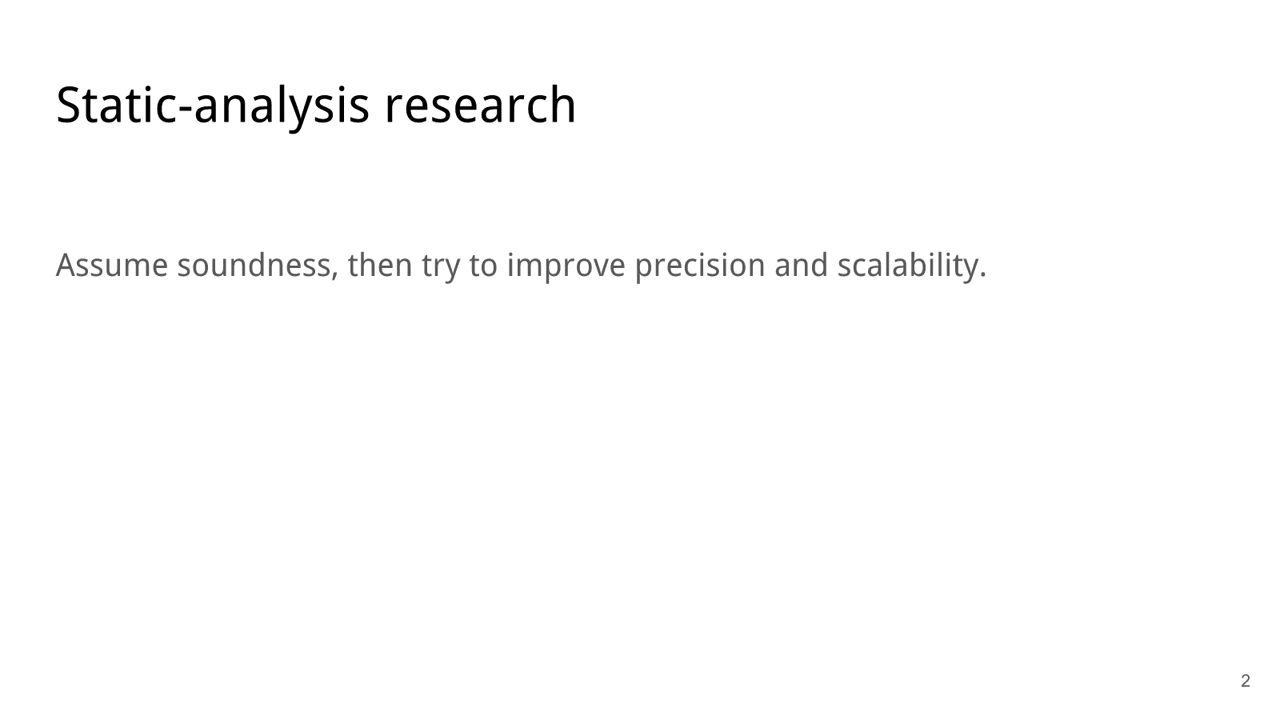 Static-analysis research
Assume soundness, then try to improve precision and scalability.
2